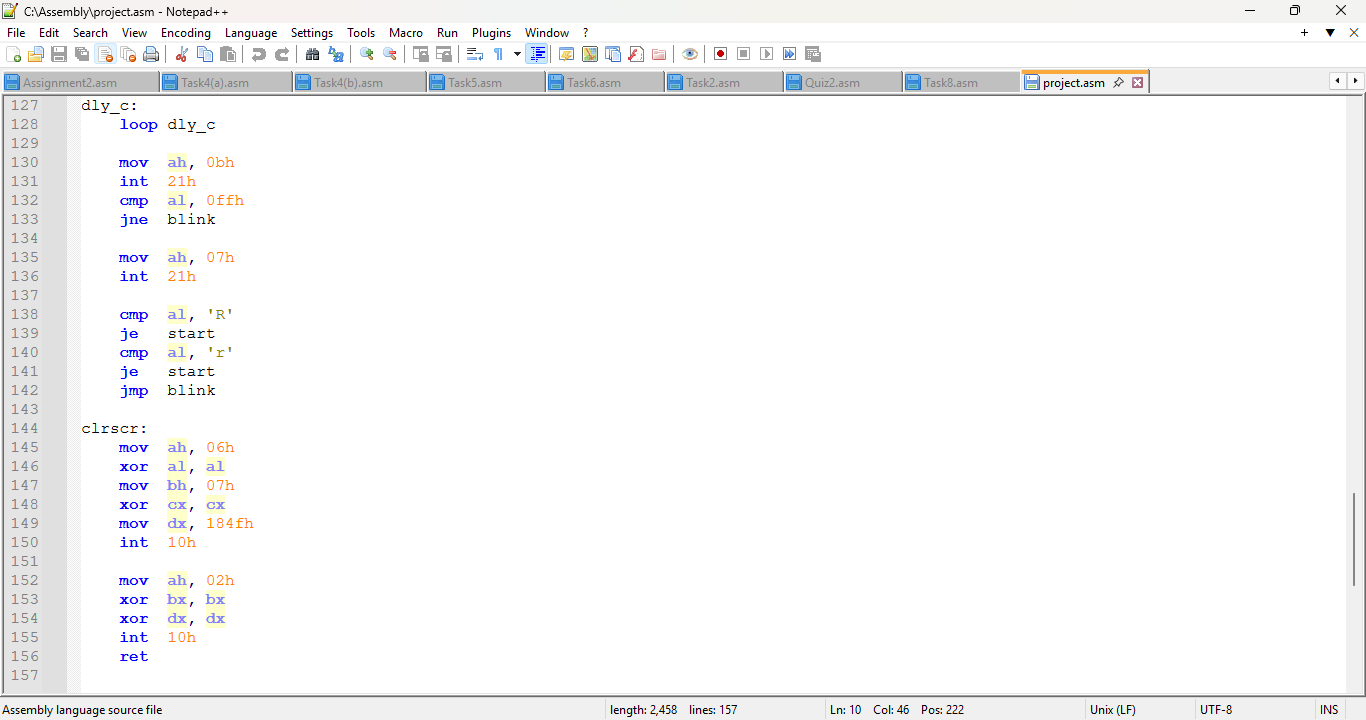 C:\Assembly\project.asm - Notepad++
File Edit Search View Encoding Language Settings Tools Macro Run Plugins Window ?
Assignment2.asm Task4(a).asm Task4(b).asm Task5.asm Task6.asm Task2.asm Quiz2.asm Task8.asm project.asm
127 dly_c:
128 loop dly_c
129
130 mov ah, 0bh
131 int 21h
132 cmp al, 0ffh
133 jne blink
134
135 mov ah, 07h
136 int 21h
137
138 cmp al, 'R'
139 je start
140 cmp al, 'r'
141 je start
142 jmp blink
143
144 clrscr:
145 mov ah, 06h
146 xor al, al
147 mov bh, 07h
148 xor cx, cx
149 mov dx, 184fh
150 int 10h
151
152 mov ah, 02h
153 xor bx, bx
154 xor dx, dx
155 int 10h
156 ret
157
Assembly language source file length: 2,458 lines: 157 Ln: 10 Col: 46 Pos: 222 Unix (LF) UTF-8 INS